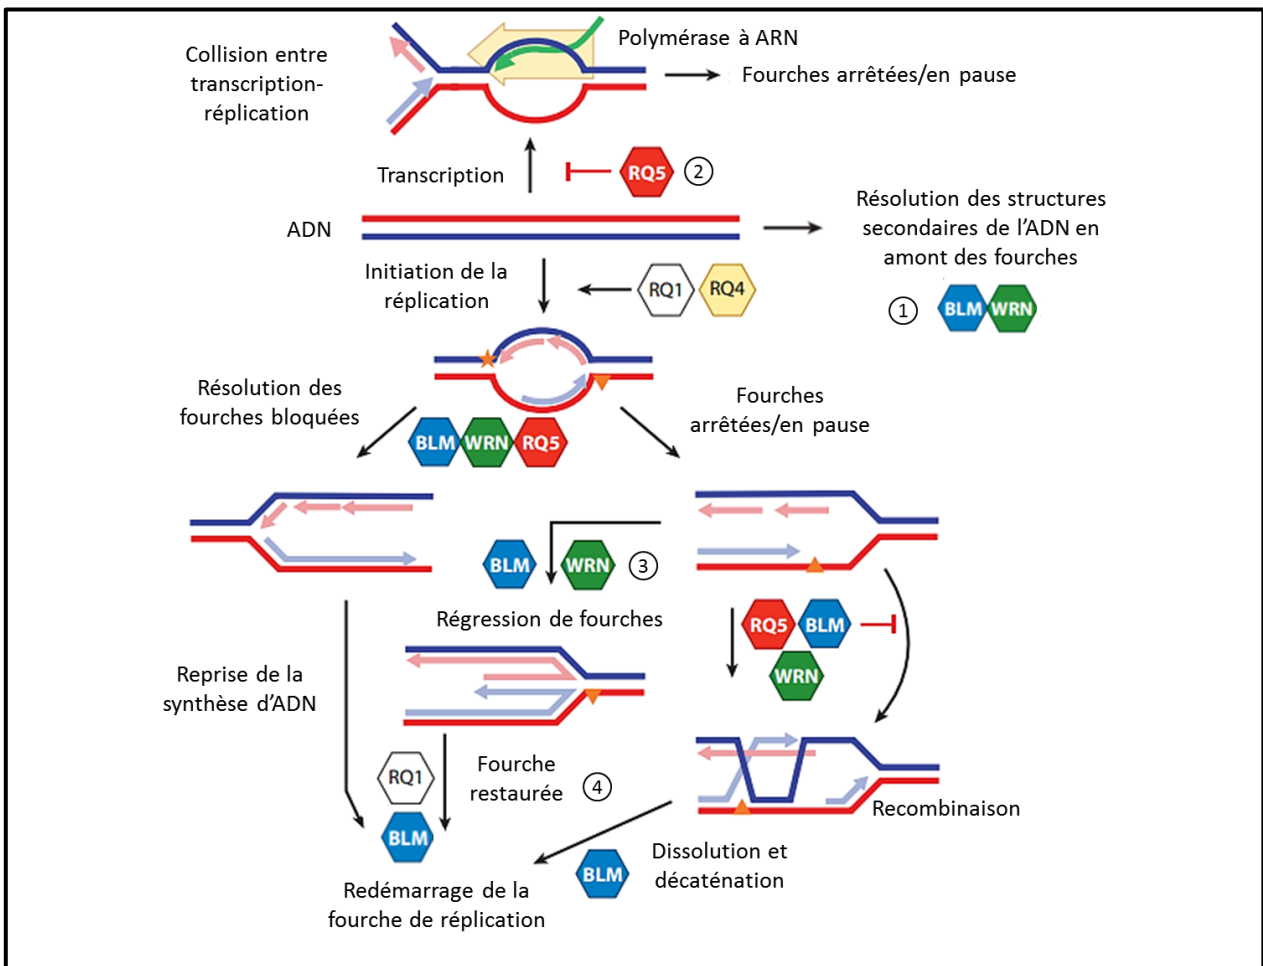 Collision entre
transcription-
réplication
Polymérase à ARN
Fourches arrêtées/en pause
Transcription
RQ5
2
ADN
Résolution des structures
secondaires de l’ADN en
amont des fourches
1
BLM
WRN
Initiation de la
réplication
RQ1
RQ4
Résolution des
fourches bloquées
BLM
WRN
RQ5
Fourches
arrêtées/en pause
BLM
WRN
3
Régression de fourches
RQ5
BLM
WRN
Reprise de la
synthèse d’ADN
RQ1
BLM
Fourche
restaurée
4
Recombinaison
BLM
Dissolution et
décaténation
Redémarrage de la
fourche de réplication